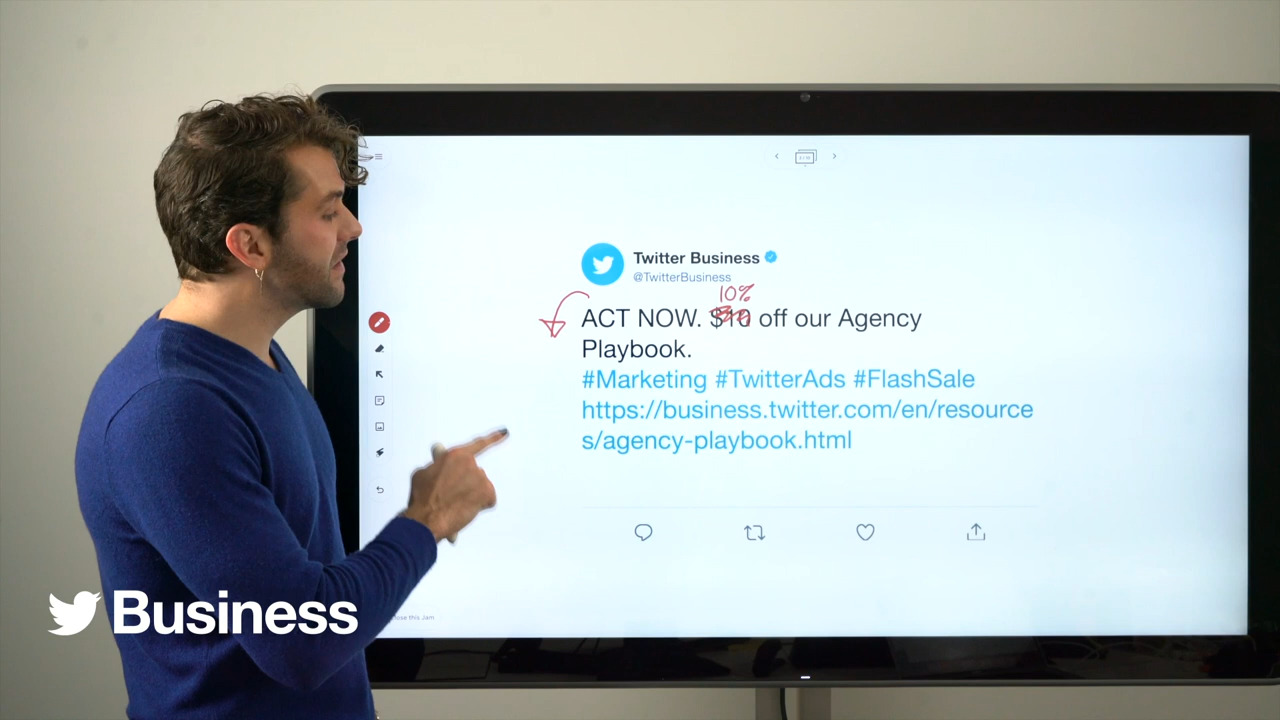 Twitter Business
@TwitterBusiness
10%
ACT NOW. $10 off our Agency
Playbook.
#Marketing #TwitterAds #FlashSale
https://business.twitter.com/en/resource
s/agency-playbook.html
Business